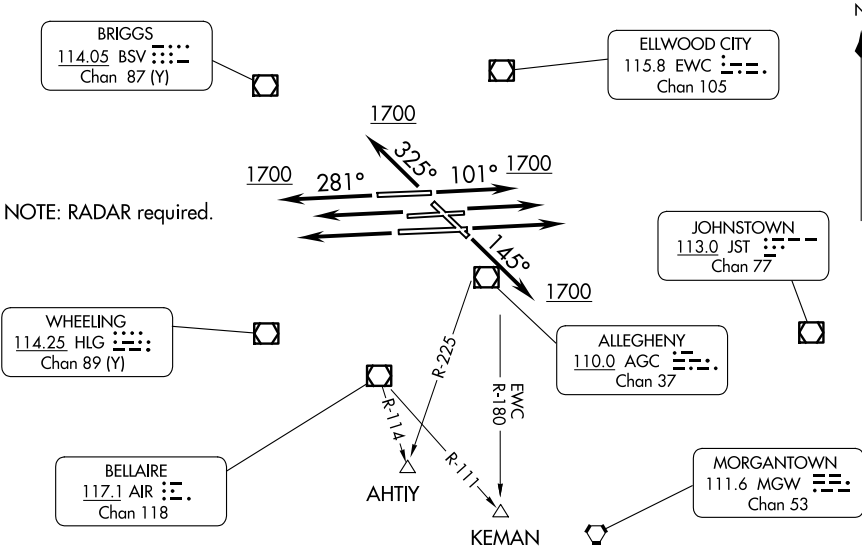 BRIGGS
114.05 BSV
Chan 87 (Y)
ELLWOOD CITY
115.8 EWC
Chan 105
N
1700
325°
1700
281°
101°
1700
NOTE: RADAR required.
145°
1700
JOHNSTOWN
113.0 JST
Chan 77
WHEELING
114.25 HLG
Chan 89 (Y)
ALLEGHENY
110.0 AGC
Chan 37
R-225
EWC
R-180
R-114
R-111
BELLAIRE
117.1 AIR
Chan 118
AHTIY
KEMAN
MORGANTOWN
111.6 MGW
Chan 53